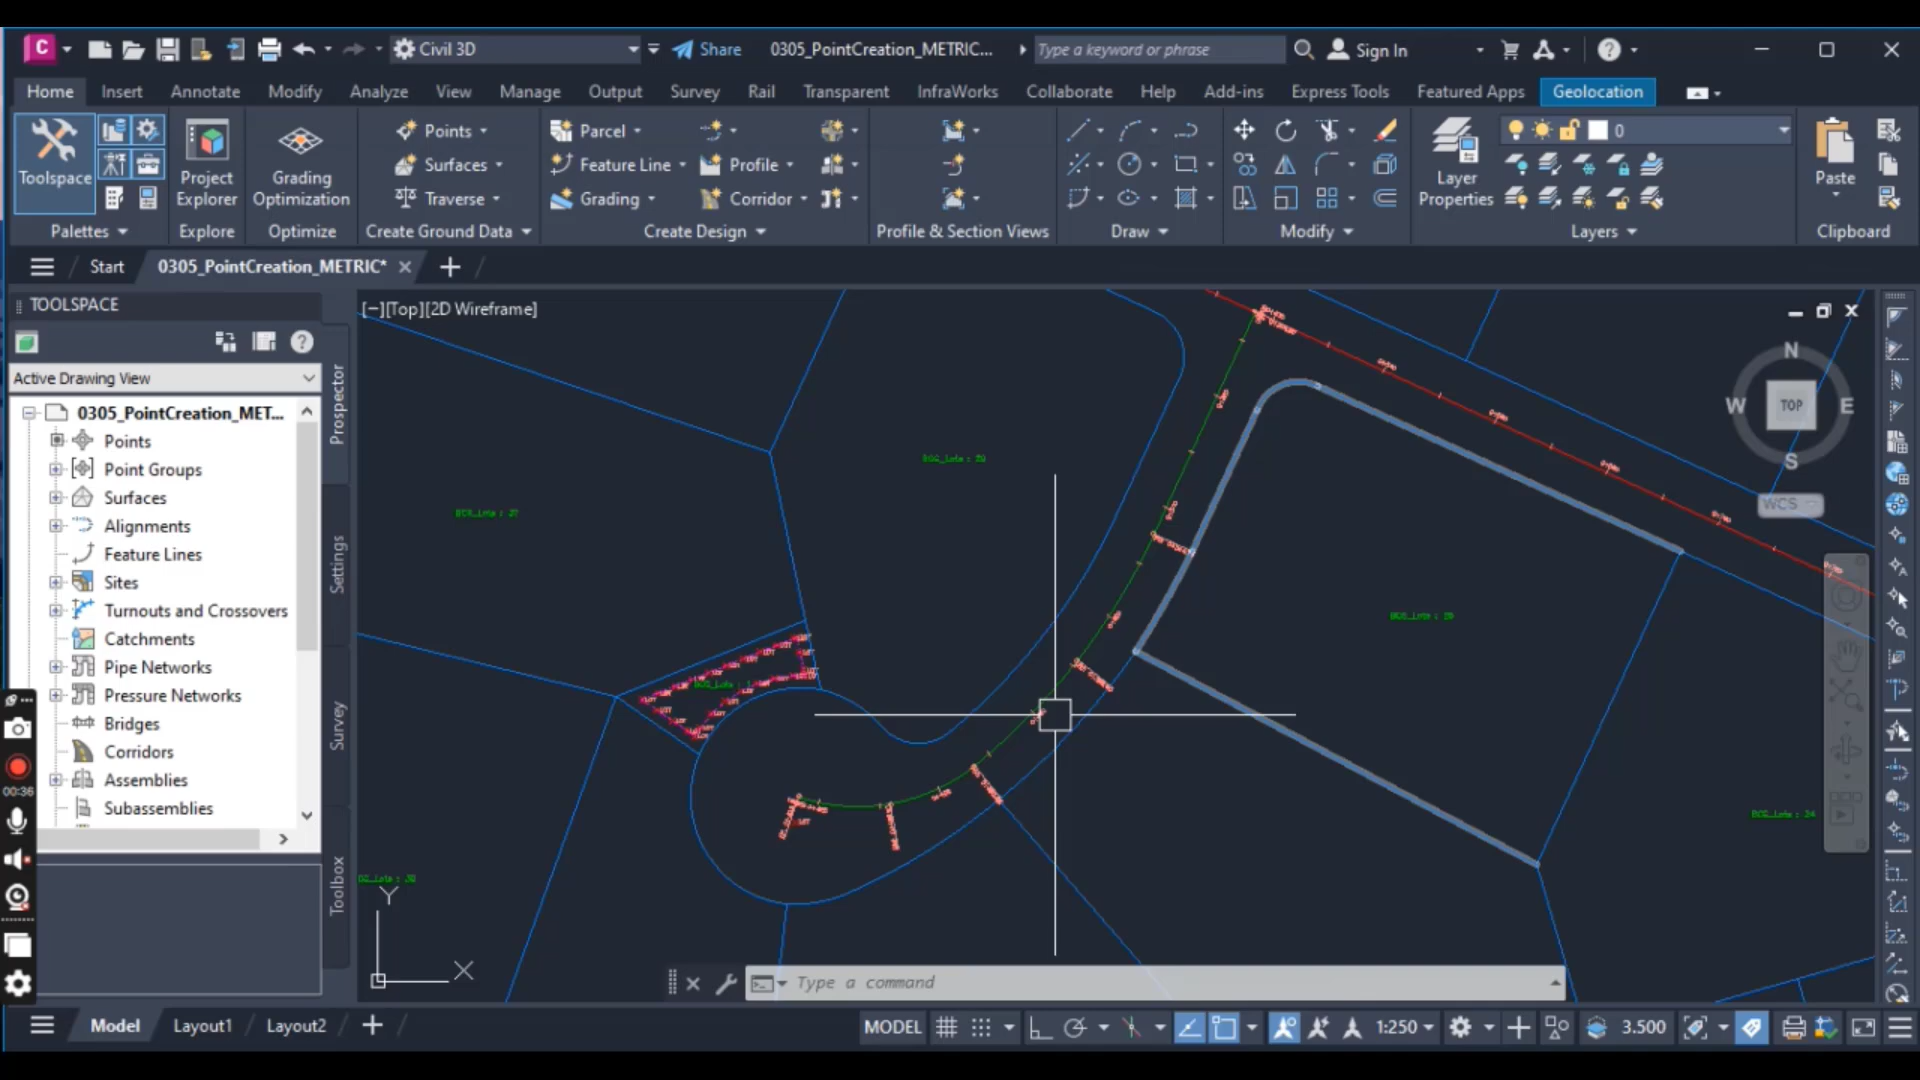 C
Civil 3D
Share
0305_PointCreation_METRIC...
Type a keyword or phrase
Sign In
Home Insert Annotate Modify Analyze View Manage Output Survey Rail Transparent InfraWorks Collaborate Help Add-ins Express Tools Featured Apps Geolocation
Points
Parcel
0
Toolspace
Project Explorer
Grading Optimization
Surfaces
Feature Line
Profile
Layer Properties
Paste
Traverse
Grading
Corridor
Palettes
Explore
Optimize
Create Ground Data
Create Design
Profile & Section Views
Draw
Modify
Layers
Clipboard
Start
0305_PointCreation_METRIC*
TOOLSPACE
[−][Top][2D Wireframe]
Active Drawing View
0305_PointCreation_MET...
Points
Point Groups
Surfaces
Alignments
Feature Lines
Sites
Turnouts and Crossovers
Catchments
Pipe Networks
Pressure Networks
Bridges
Corridors
Assemblies
Subassemblies
Prospector
Settings
Survey
Toolbox
N
W
TOP
E
S
WCS
00:36
Y
X
Type a command
Model
Layout1
Layout2
MODEL
1:250
3.500